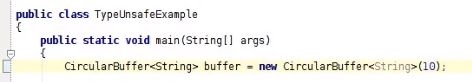 public class TypeUnsafeExample
{
public static void main(String[] args)
{
CircularBuffer<String> buffer = new CircularBuffer<String>(10);